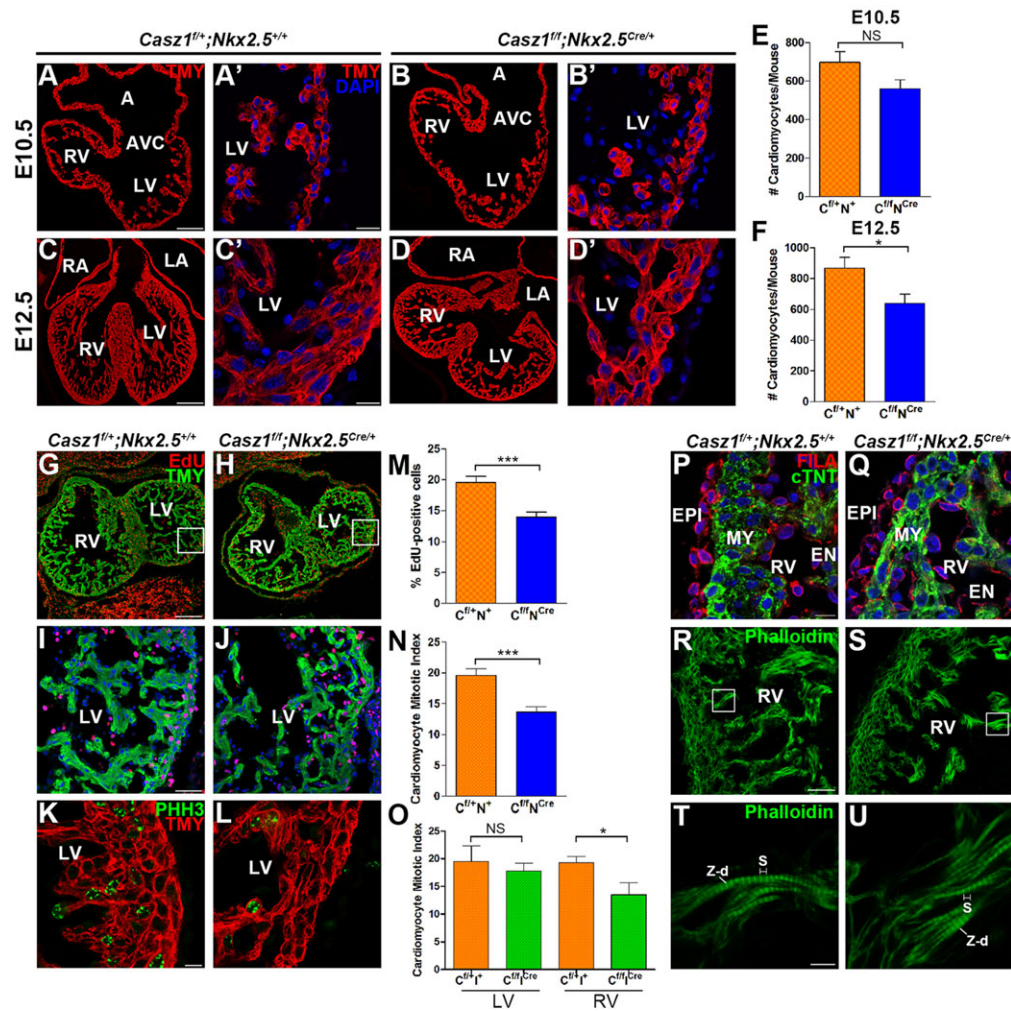 Casz1f/+;Nkx2.5+/+
Casz1f/f;Nkx2.5Cre/+
E10.5
A
TMY
A
RV
AVC
LV
A'
TMY
DAPI
LV
B
A
AVC
RV
LV
B'
TMY
DAPI
LV
E
E10.5
NS
# Cardiomyocytes/Mouse
800
600
400
200
0
Cf/+N+
Cf/fNCre
E12.5
C
RA
LA
RV
LV
C'
LV
D
RA
LA
RV
LV
D'
LV
F
E12.5
*
# Cardiomyocytes/Mouse
1000
800
600
400
200
0
Cf/+N+
Cf/fNCre
Casz1f/+;Nkx2.5+/+
Casz1f/f;Nkx2.5Cre/+
G
EdU
TMY
LV
RV
H
LV
RV
M
***
% EdU-positive cells
25
20
15
10
5
0
Cf/+N+
Cf/fNCre
I
LV
J
LV
N
***
Cardiomyocyte Mitotic Index
25
20
15
10
5
0
Cf/+N+
Cf/fNCre
K
PHH3
TMY
LV
L
LV
O
NS
*
Cardiomyocyte Mitotic Index
25
20
15
10
5
0
Cf/+I+
Cf/fICre
Cf/+I+
Cf/fICre
LV
RV
Casz1f/+;Nkx2.5+/+
Casz1f/f;Nkx2.5Cre/+
P
FILA
cTNT
EPI
MY
EN
RV
Q
EPI
MY
RV
EN
R
Phalloidin
RV
S
RV
T
Phalloidin
S
Z-d
U
S
Z-d